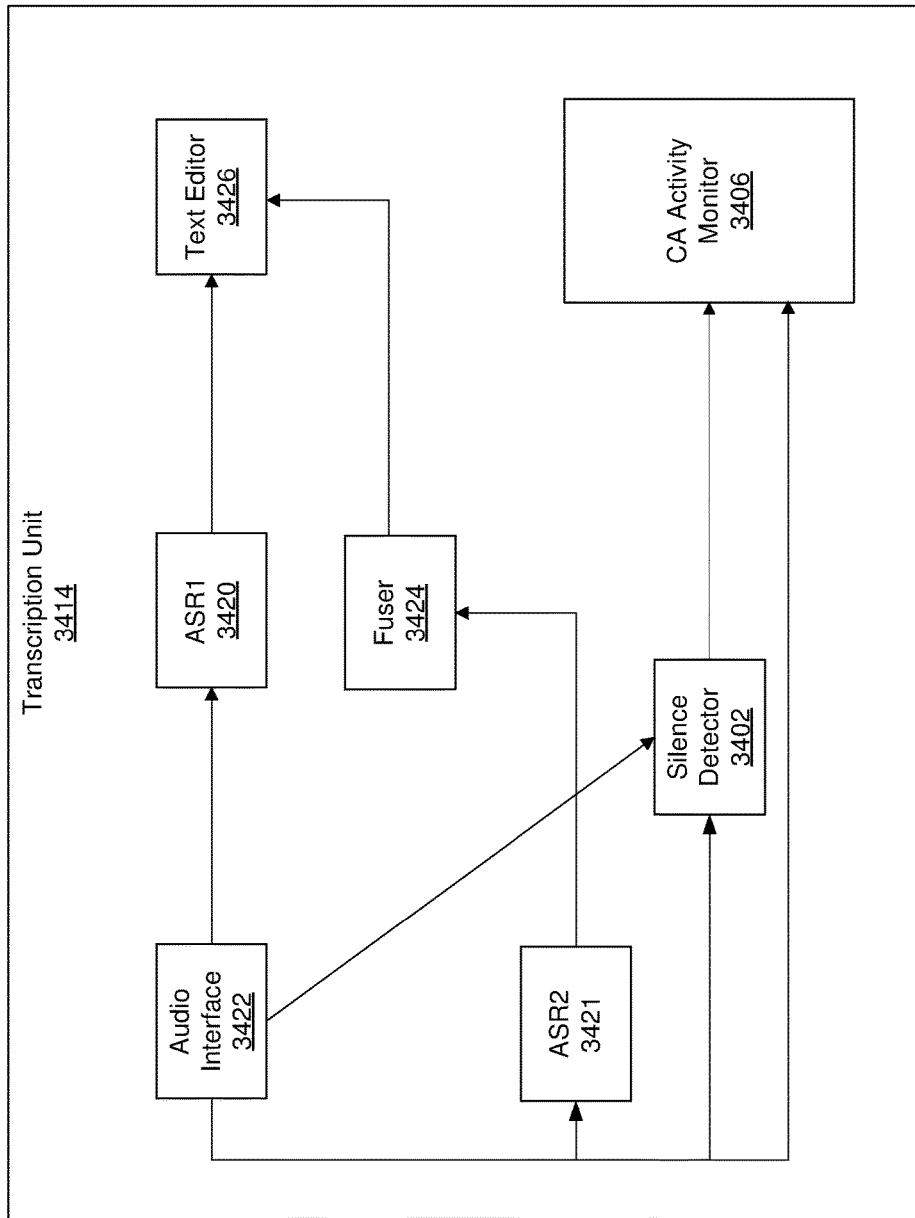 Transcription Unit
3414
Audio
Interface
3422
ASR1
3420
Text Editor
3426
Fuser
3424
ASR2
3421
Silence
Detector
3402
CA Activity
Monitor
3406